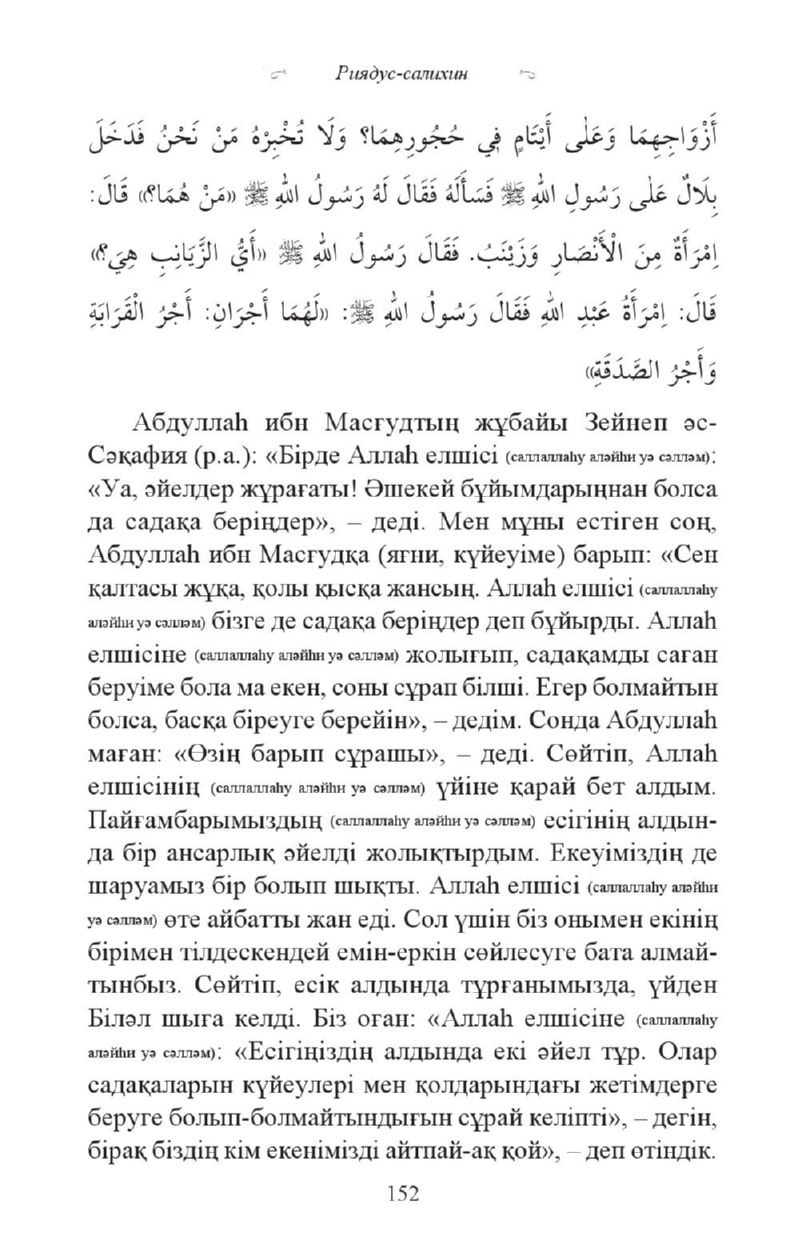 Риядус-салихин
أَزْوَاجِهِمَا وَعَلٰى أَيْتَامٍ فِي حُجُورِهِمَا؟ وَلَا تُخْبِرْهُ مَنْ نَحْنُ فَدَخَلَ
بِلَالٌ عَلٰى رَسُولِ اللهِ ﷺ فَسَأَلَهُ فَقَالَ لَهُ رَسُولُ اللهِ ﷺ «مَنْ هُمَا؟» قَالَ:
اِمْرَأَةٌ مِنَ الْأَنْصَارِ وَزَيْنَبُ. فَقَالَ رَسُولُ اللهِ ﷺ «أَيُّ الزَّيَانِبِ هِيَ؟»
قَالَ: اِمْرَأَةُ عَبْدِ اللهِ فَقَالَ رَسُولُ اللهِ ﷺ: «لَهُمَا أَجْرَانِ: أَجْرُ الْقَرَابَةِ
وَأَجْرُ الصَّدَقَةِ»
Абдуллаһ ибн Масғудтың жұбайы Зейнеп әс-
Сәқафия (р.а.): «Бірде Аллаһ елшісі (саллаллаһу аләйһи уә сәлләм):
«Уа, әйелдер жұрағаты! Әшекей бұйымдарыңнан болса
да садақа беріңдер», – деді. Мен мұны естіген соң,
Абдуллаһ ибн Масғудқа (яғни, күйеуіме) барып: «Сен
қалтасы жұқа, қолы қысқа жансың. Аллаһ елшісі (саллаллаһу
аләйһи уә сәлләм) бізге де садақа беріңдер деп бұйырды. Аллаһ
елшісіне (саллаллаһу аләйһи уә сәлләм) жолығып, садақамды саған
беруіме бола ма екен, соны сұрап білші. Егер болмайтын
болса, басқа біреуге берейін», – дедім. Сонда Абдуллаһ
маған: «Өзің барып сұрашы», – деді. Сөйтіп, Аллаһ
елшісінің (саллаллаһу аләйһи уә сәлләм) үйіне қарай бет алдым.
Пайғамбарымыздың (саллаллаһу аләйһи уә сәлләм) есігінің алдын-
да бір ансарлық әйелді жолықтырдым. Екеуіміздің де
шаруамыз бір болып шықты. Аллаһ елшісі (саллаллаһу аләйһи
уә сәлләм) өте айбатты жан еді. Сол үшін біз онымен екінің
бірімен тілдескендей емін-еркін сөйлесуге бата алмай-
тынбыз. Сөйтіп, есік алдында тұрғанымызда, үйден
Біләл шыға келді. Біз оған: «Аллаһ елшісіне (саллаллаһу
аләйһи уә сәлләм): «Есігіңіздің алдында екі әйел тұр. Олар
садақаларын күйеулері мен қолдарындағы жетімдерге
беруге болып-болмайтындығын сұрай келіпті», – дегін,
бірақ біздің кім екенімізді айтпай-ақ қой», – деп өтіндік.
152